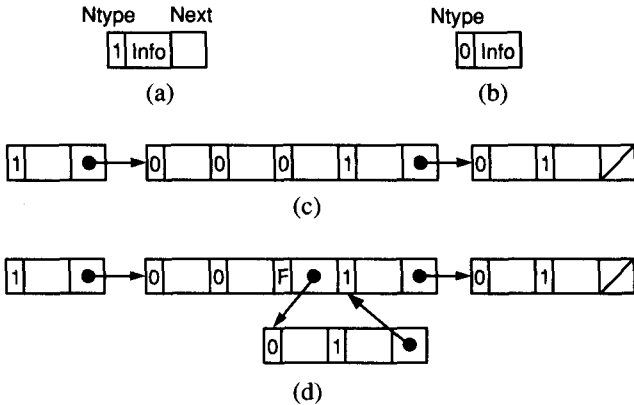 Ntype Next
1 Info
(a)
Ntype
0 Info
(b)
1 0 0 0 1 0 1
(c)
1 0 0 F 1 0 1
0 1
(d)